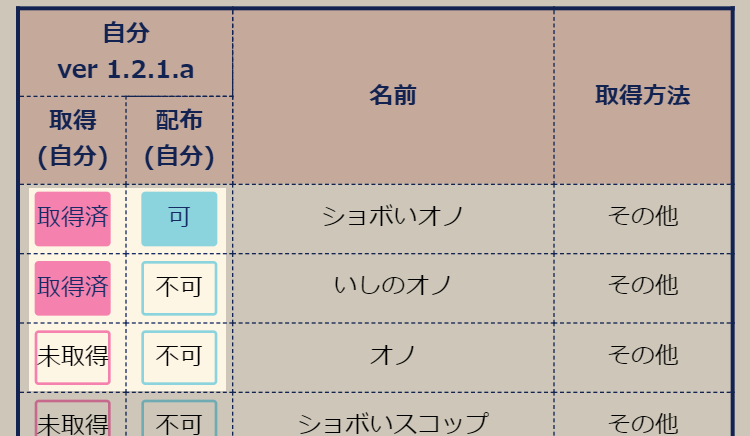 自分
ver 1.2.1.a
取得
(自分)
配布
(自分)
名前
取得方法
取得済 可 ショボいオノ その他
取得済 不可 いしのオノ その他
未取得 不可 オノ その他
未取得 不可 ショボいスコップ その他